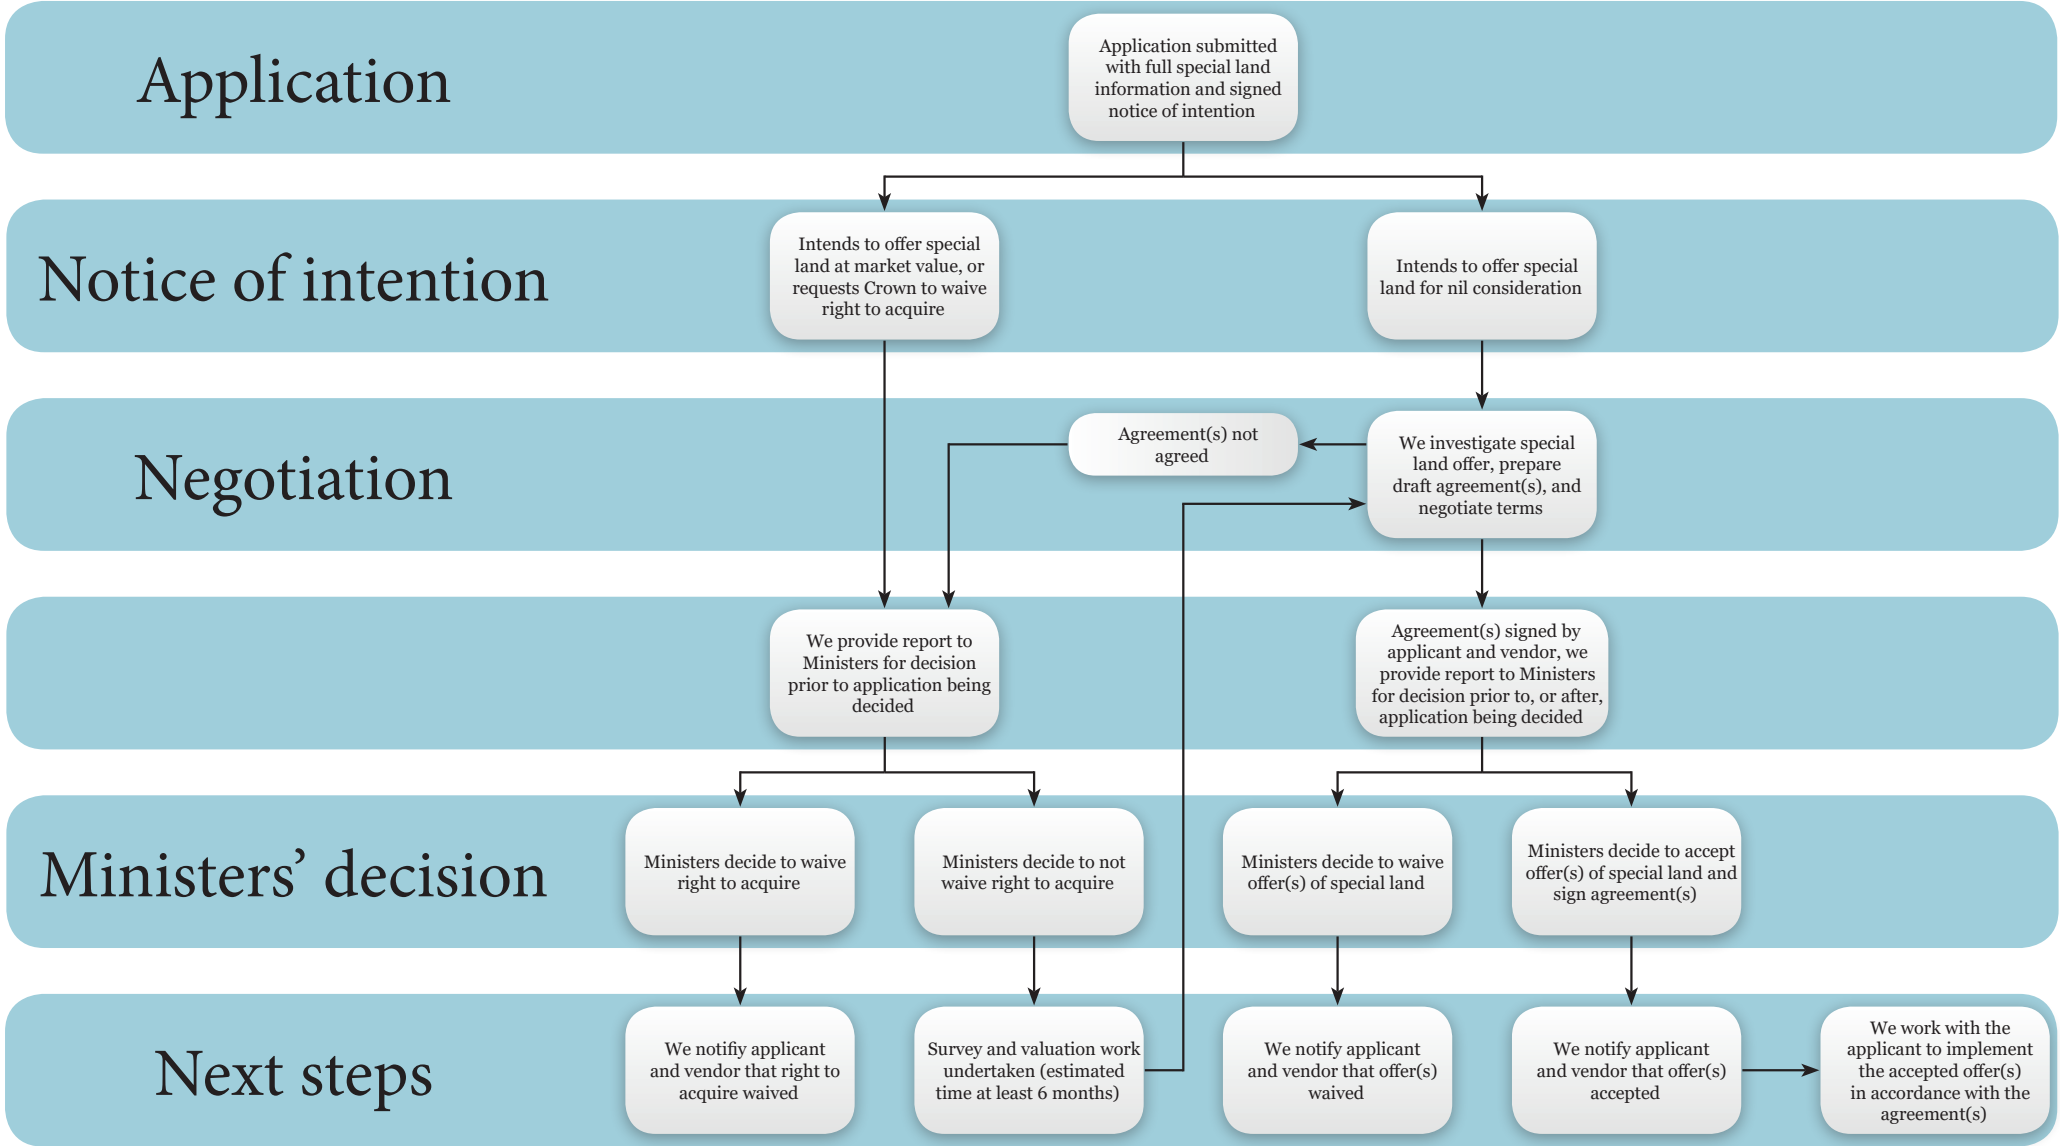 Application
Application submitted
with full special land
information and signed
notice of intention
Notice of intention
Intends to offer special
land at market value, or
requests Crown to waive
right to acquire
Intends to offer special
land for nil consideration
Negotiation
Agreement(s) not
agreed
We investigate special
land offer, prepare
draft agreement(s), and
negotiate terms
We provide report to
Ministers for decision
prior to application being
decided
Agreement(s) signed by
applicant and vendor, we
provide report to Ministers
for decision prior to, or after,
application being decided
Ministers’ decision
Ministers decide to waive
right to acquire
Ministers decide to not
waive right to acquire
Ministers decide to waive
offer(s) of special land
Ministers decide to accept
offer(s) of special land and
sign agreement(s)
Next steps
We notifiy applicant
and vendor that right to
acquire waived
Survey and valuation work
undertaken (estimated
time at least 6 months)
We notify applicant
and vendor that offer(s)
waived
We notify applicant
and vendor that offer(s)
accepted
We work with the
applicant to implement
the accepted offer(s)
in accordance with the
agreement(s)